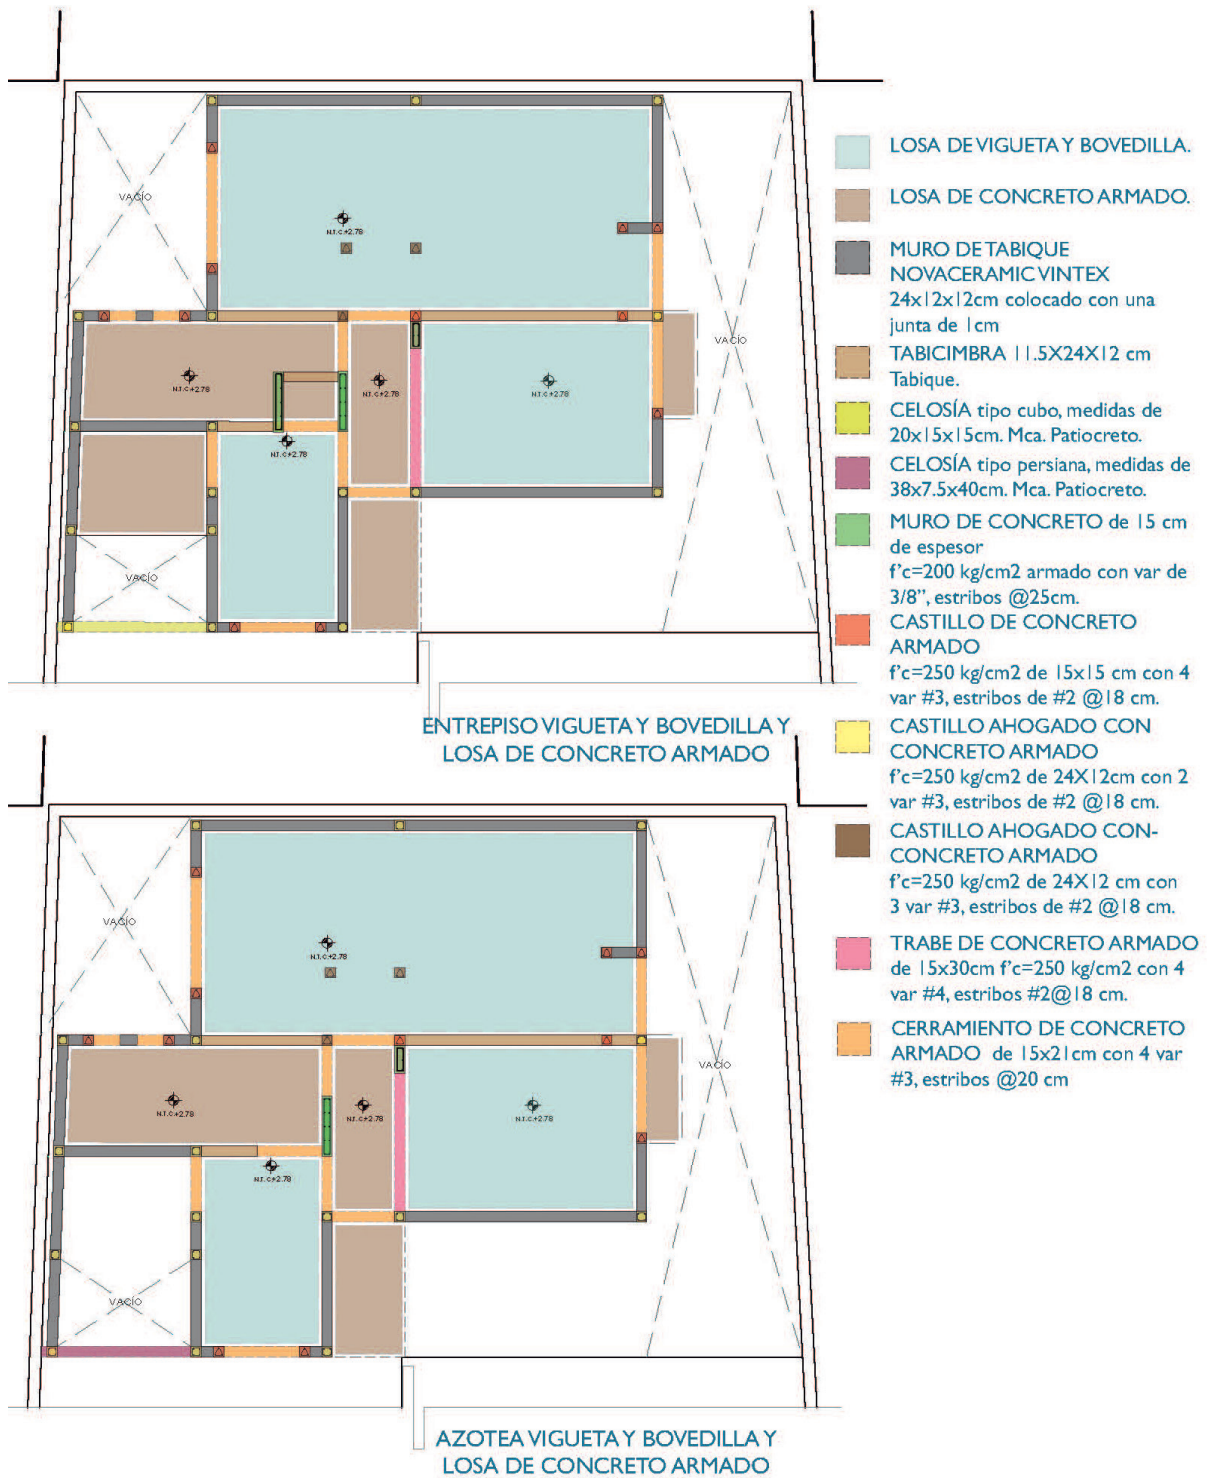 VACÍO
N.T.C.+2.78
VACÍO
N.T.C.+2.78
N.T.C.+2.78
N.T.C.+2.78
N.T.C.+2.78
VACÍO
ENTREPISO VIGUETA Y BOVEDILLA Y
LOSA DE CONCRETO ARMADO
LOSA DE VIGUETA Y BOVEDILLA.
LOSA DE CONCRETO ARMADO.
MURO DE TABIQUE
NOVACERAMIC VINTEX
24x12x12cm colocado con una
junta de 1cm
TABICIMBRA 11.5X24X12 cm
Tabique.
CELOSÍA tipo cubo, medidas de
20x15x15cm. Mca. Patiocreto.
CELOSÍA tipo persiana, medidas de
38x7.5x40cm. Mca. Patiocreto.
MURO DE CONCRETO de 15 cm
de espesor
f'c=200 kg/cm2 armado con var de
3/8”, estribos @25cm.
CASTILLO DE CONCRETO
ARMADO
f'c=250 kg/cm2 de 15x15 cm con 4
var #3, estribos de #2 @18 cm.
CASTILLO AHOGADO CON
CONCRETO ARMADO
f'c=250 kg/cm2 de 24X12cm con 2
var #3, estribos de #2 @18 cm.
CASTILLO AHOGADO CON-
CONCRETO ARMADO
f'c=250 kg/cm2 de 24X12 cm con
3 var #3, estribos de #2 @18 cm.
TRABE DE CONCRETO ARMADO
de 15x30cm f'c=250 kg/cm2 con 4
var #4, estribos #2@18 cm.
CERRAMIENTO DE CONCRETO
ARMADO de 15x21cm con 4 var
#3, estribos @20 cm
VACÍO
N.T.C.+2.78
VACÍO
N.T.C.+2.78
N.T.C.+2.78
N.T.C.+2.78
N.T.C.+2.78
VACÍO
AZOTEA VIGUETA Y BOVEDILLA Y
LOSA DE CONCRETO ARMADO